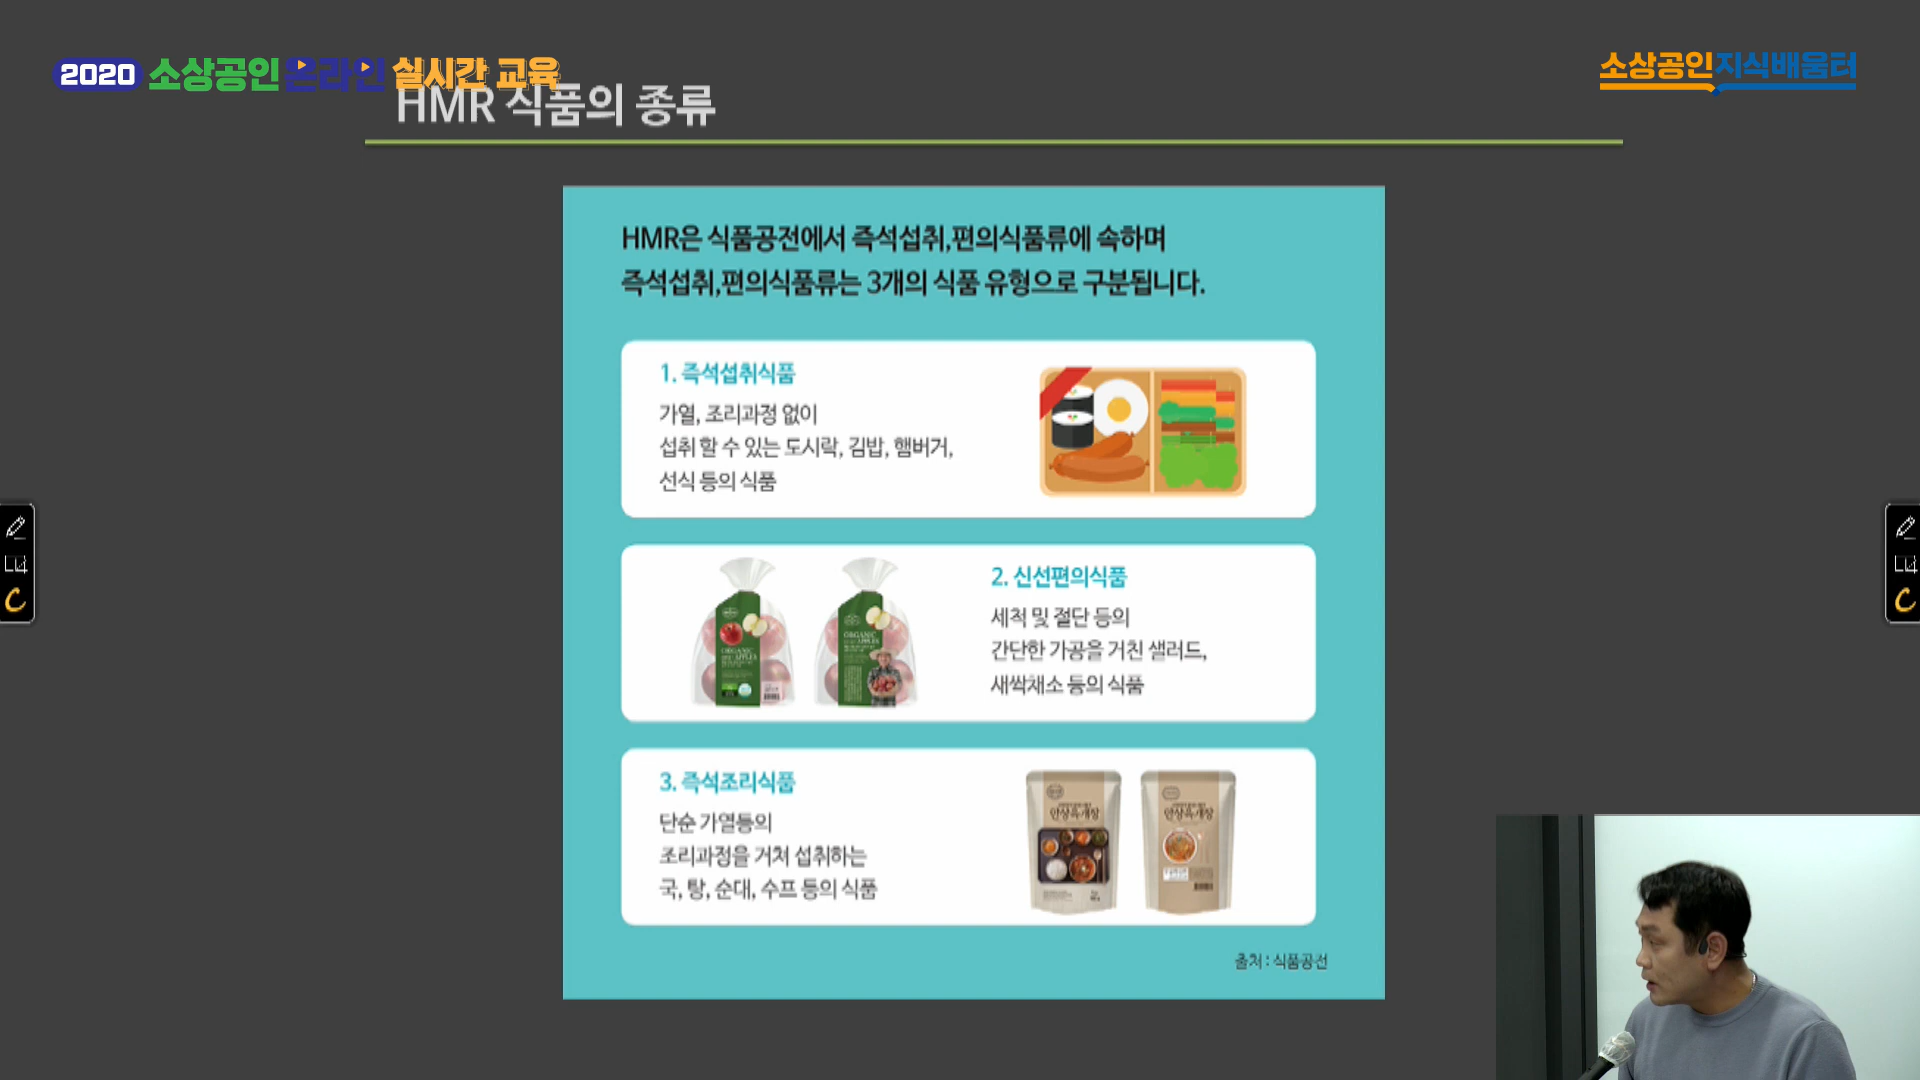 2020 소상공인 온라인 실시간 교육
소상공인지식배움터
HMR 식품의 종류
HMR은 식품공전에서 즉석섭취,편의식품류에 속하며
즉석섭취,편의식품류는 3개의 식품 유형으로 구분됩니다.
1. 즉석섭취식품
가열, 조리과정 없이
섭취 할 수 있는 도시락, 김밥, 햄버거,
선식 등의 식품
ORGANIC
APPLES
ORGANIC
APPLES
2. 신선편의식품
세척 및 절단 등의
간단한 가공을 거친 샐러드,
새싹채소 등의 식품
3. 즉석조리식품
단순 가열등의
조리과정을 거쳐 섭취하는
국, 탕, 순대, 수프 등의 식품
출처 : 식품공전